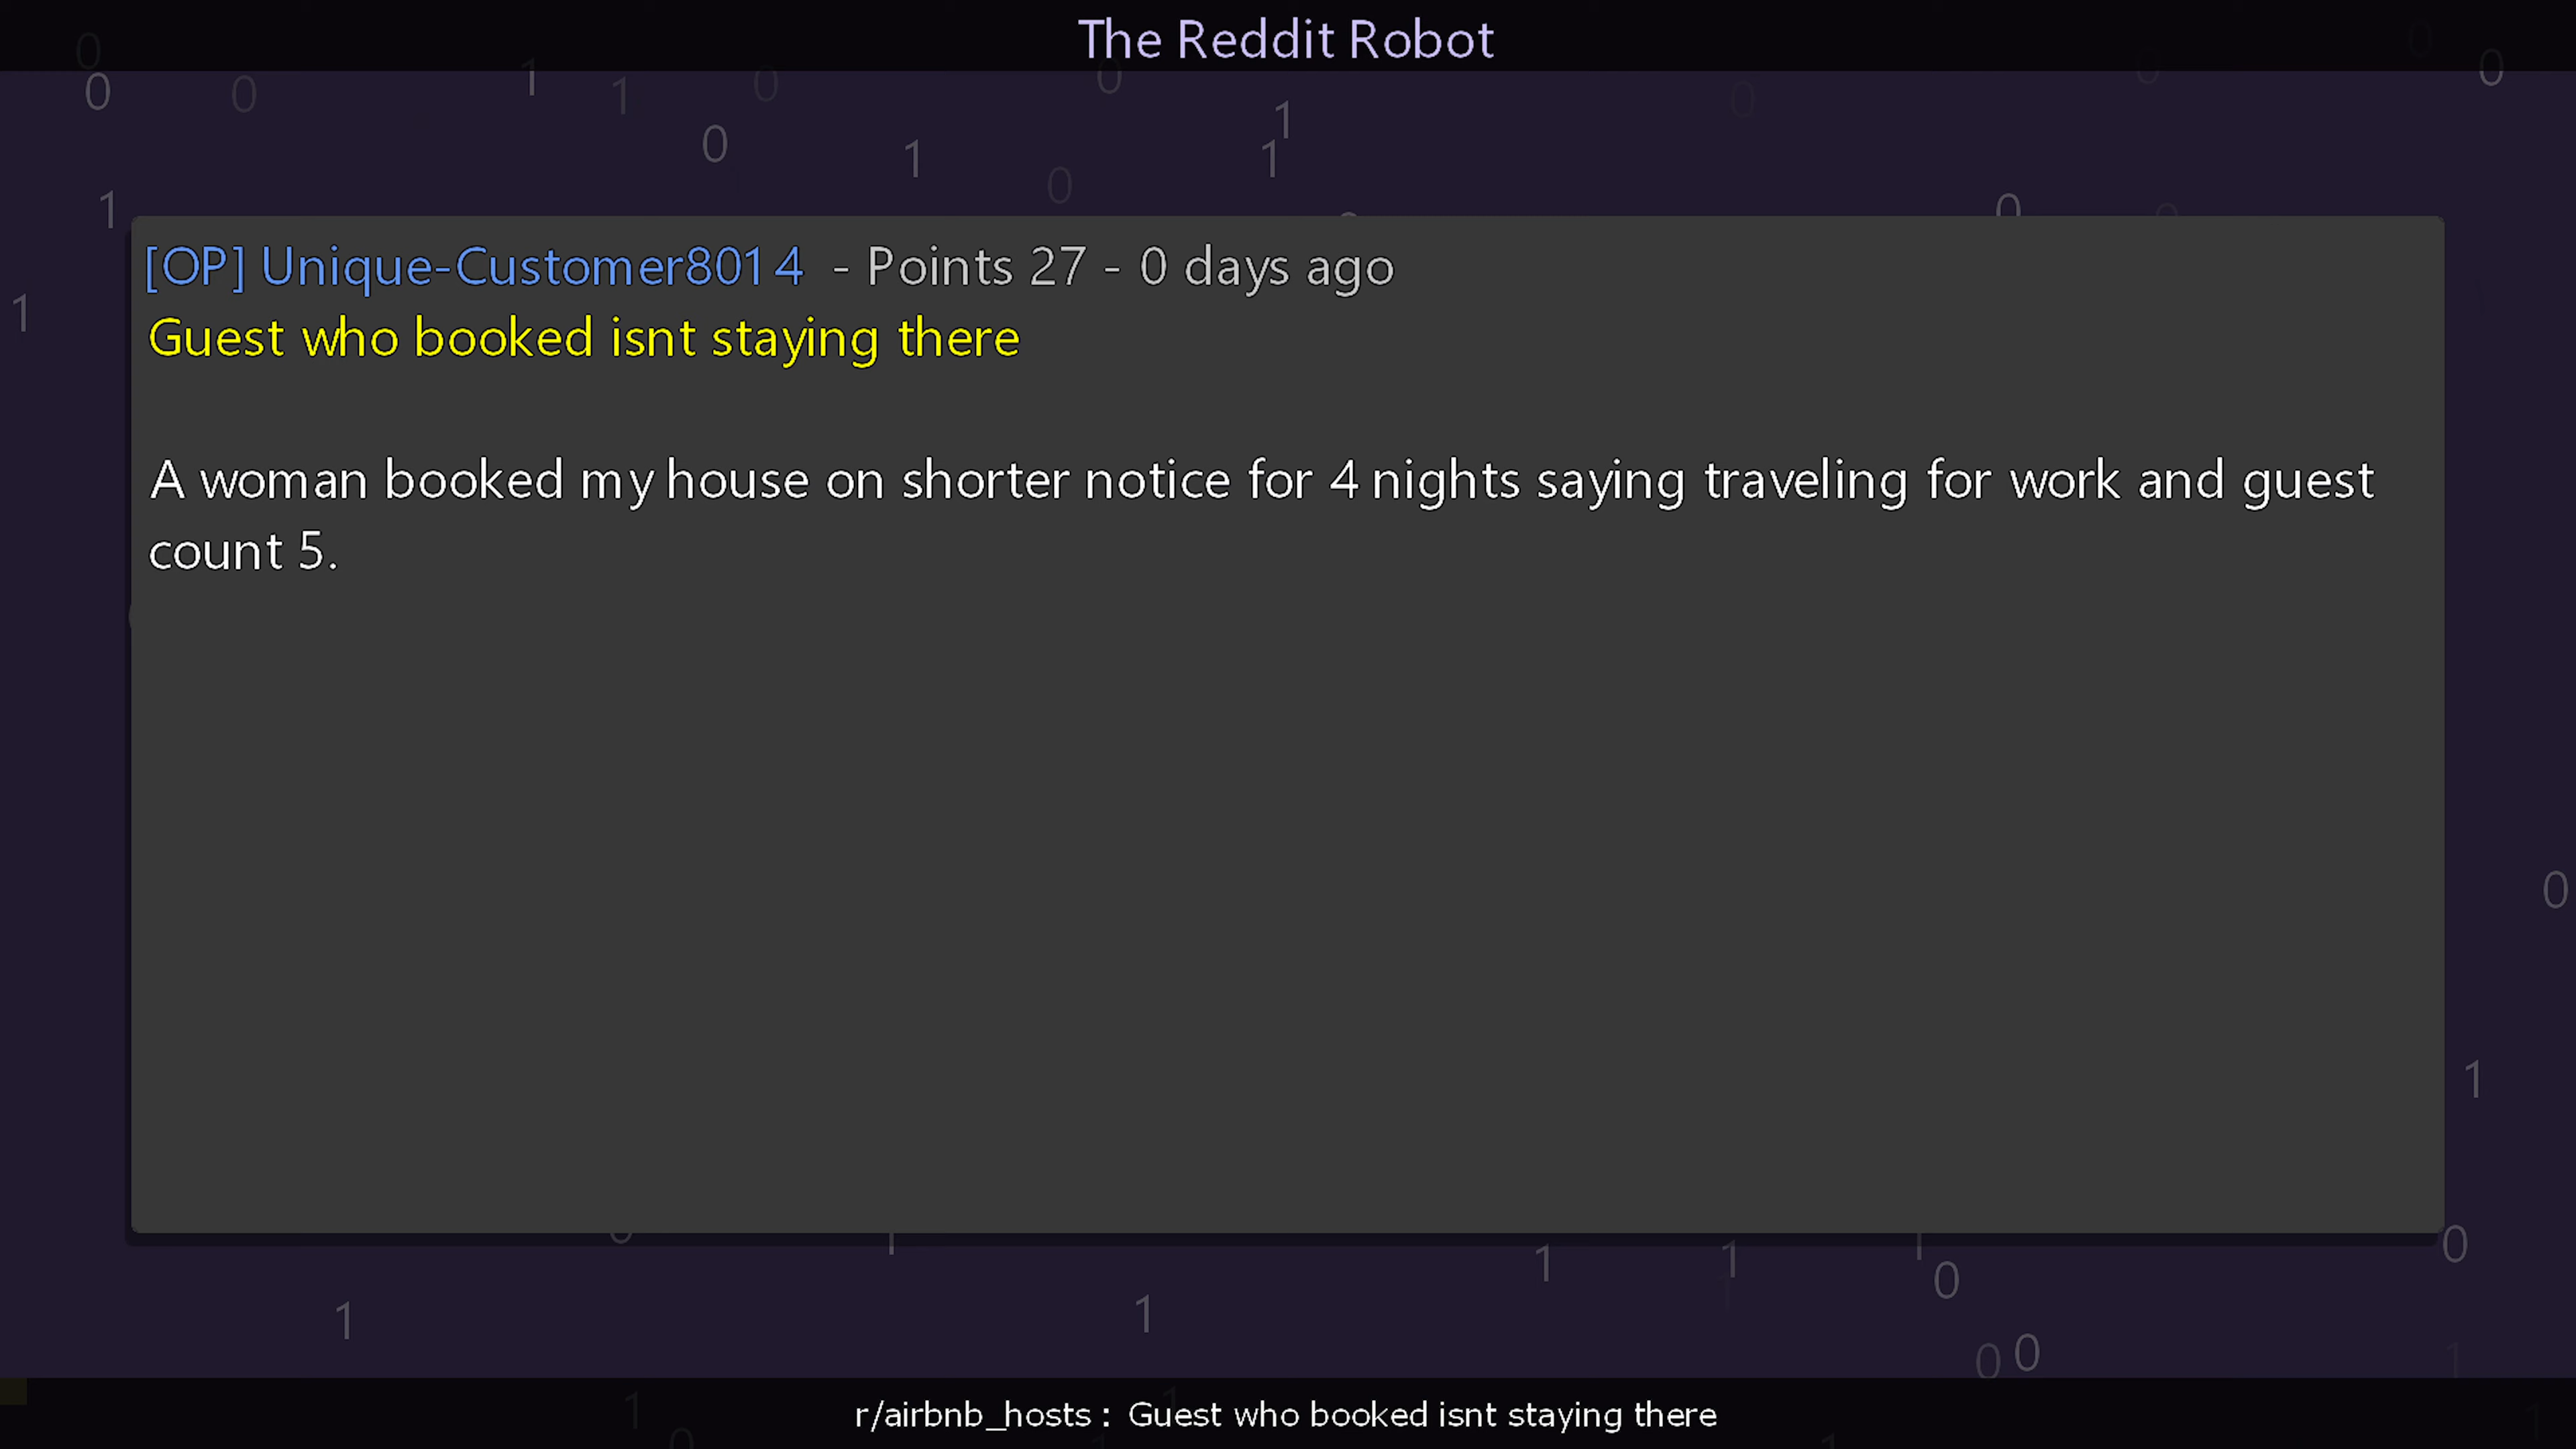 The Reddit Robot
[OP] Unique-Customer8014 - Points 27 - 0 days ago
Guest who booked isnt staying there
A woman booked my house on shorter notice for 4 nights saying traveling for work and guest
count 5.
r/airbnb_hosts : Guest who booked isnt staying there